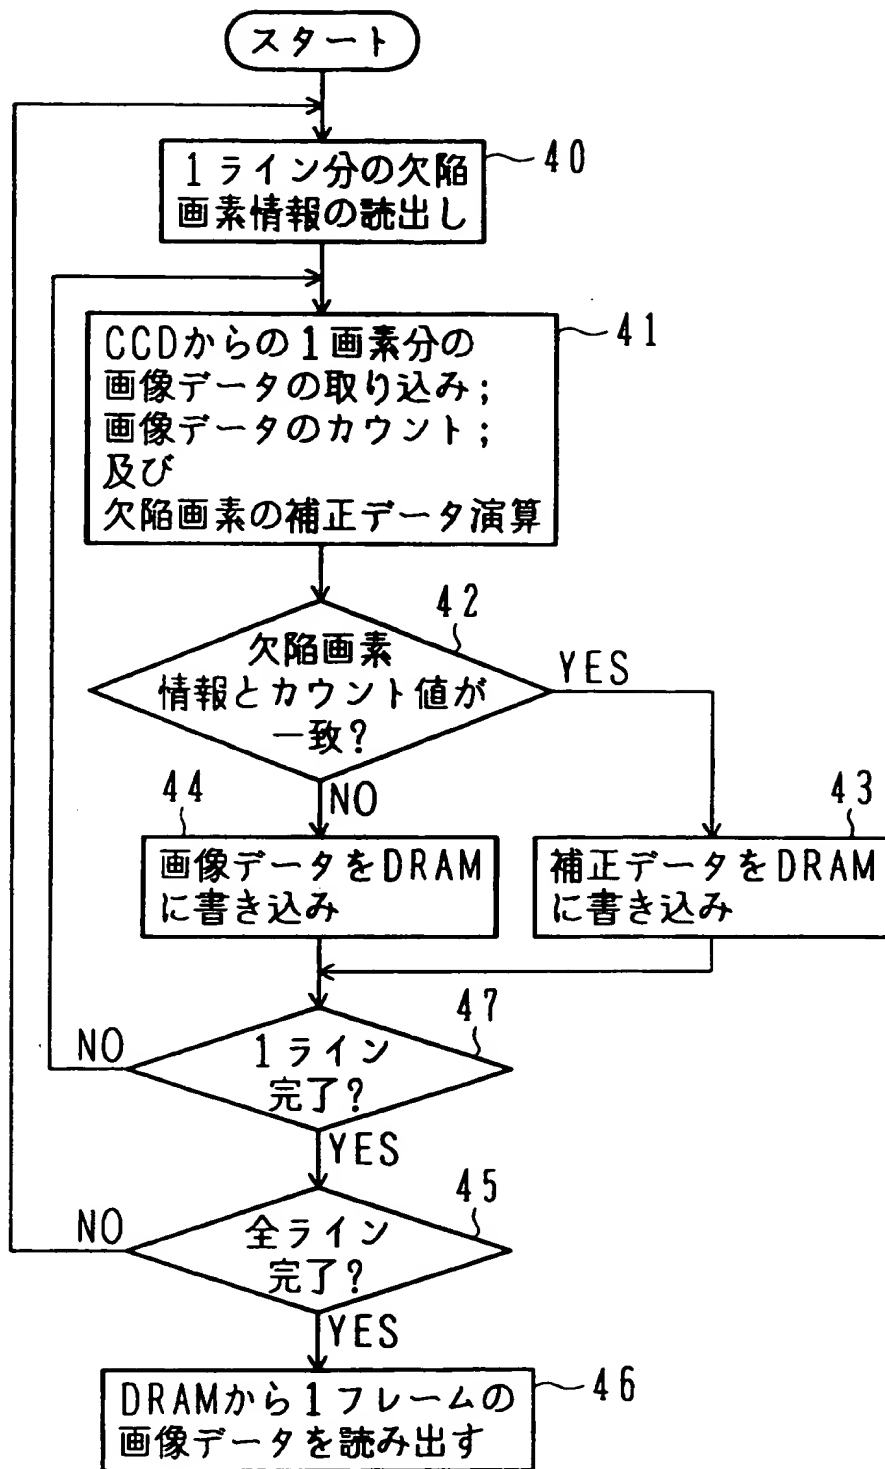 スタート
40
1ライン分の欠陥
画素情報の読出し
41
CCDからの1画素分の
画像データの取り込み;
画像データのカウント;
及び
欠陥画素の補正データ演算
42
欠陥画素
情報とカウント値が
一致?
YES
NO
44
画像データをDRAM
に書き込み
43
補正データをDRAM
に書き込み
47
1ライン
完了?
NO
YES
45
全ライン
完了?
NO
YES
46
DRAMから1フレームの
画像データを読み出す